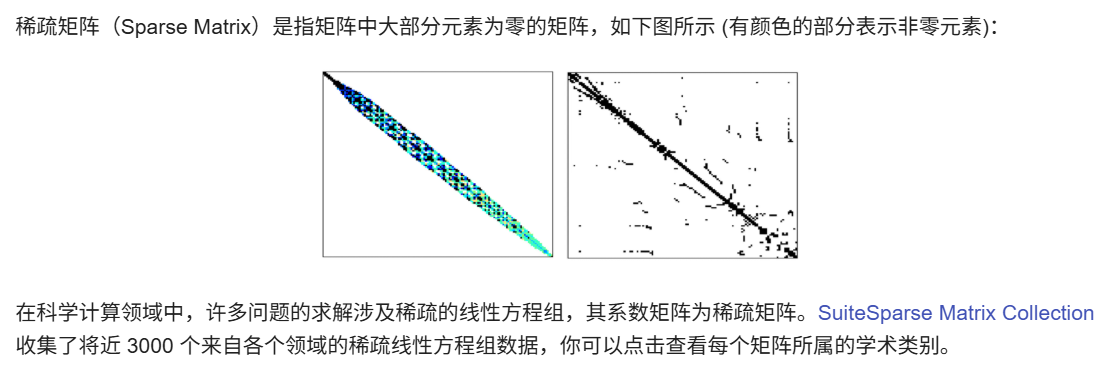 稀疏矩阵（Sparse Matrix）是指矩阵中大部分元素为零的矩阵，如下图所示 (有颜色的部分表示非零元素)：
在科学计算领域中，许多问题的求解涉及稀疏的线性方程组，其系数矩阵为稀疏矩阵。SuiteSparse Matrix Collection
收集了将近 3000 个来自各个领域的稀疏线性方程组数据，你可以点击查看每个矩阵所属的学术类别。